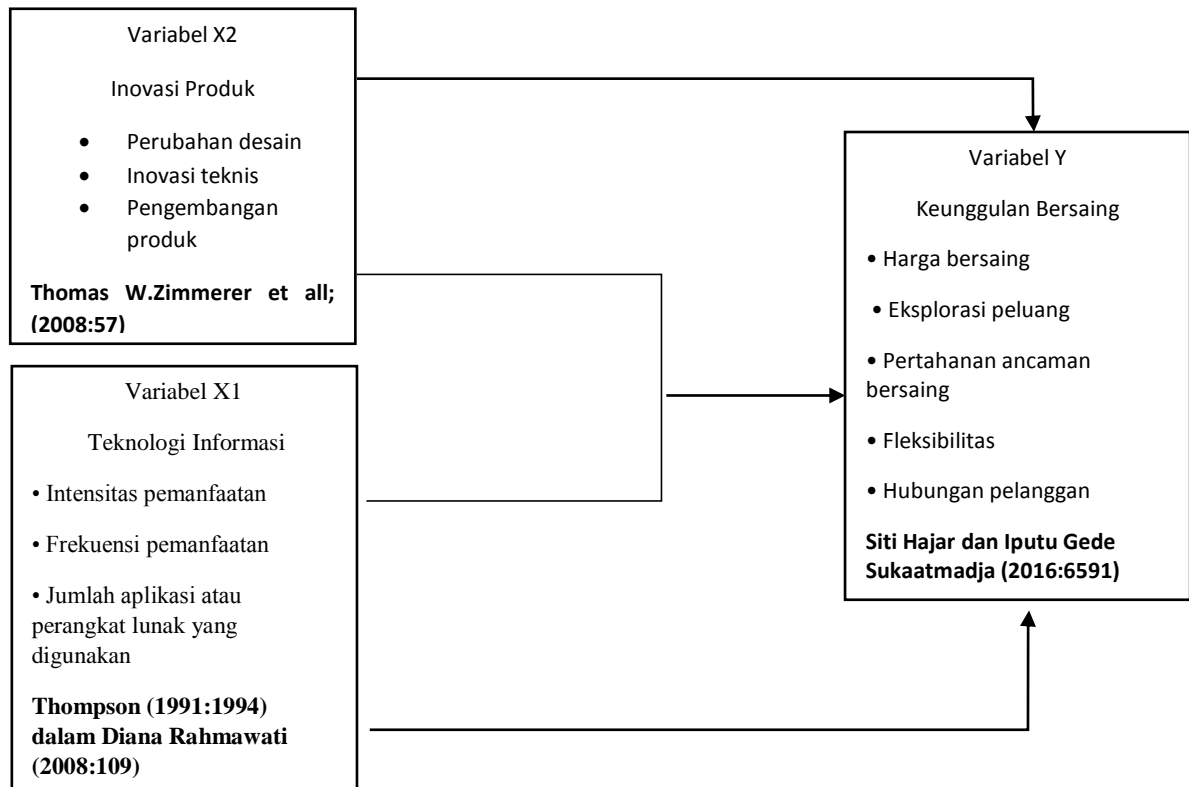 Variabel X2
Inovasi Produk
• Perubahan desain
• Inovasi teknis
• Pengembangan
produk
Thomas W.Zimmerer et all;
(2008:57)
Variabel X1
Teknologi Informasi
• Intensitas pemanfaatan
• Frekuensi pemanfaatan
• Jumlah aplikasi atau
perangkat lunak yang
digunakan
Thompson (1991:1994)
dalam Diana Rahmawati
(2008:109)
Variabel Y
Keunggulan Bersaing
• Harga bersaing
• Eksplorasi peluang
• Pertahanan ancaman
bersaing
• Fleksibilitas
• Hubungan pelanggan
Siti Hajar dan Iputu Gede
Sukaatmadja (2016:6591)